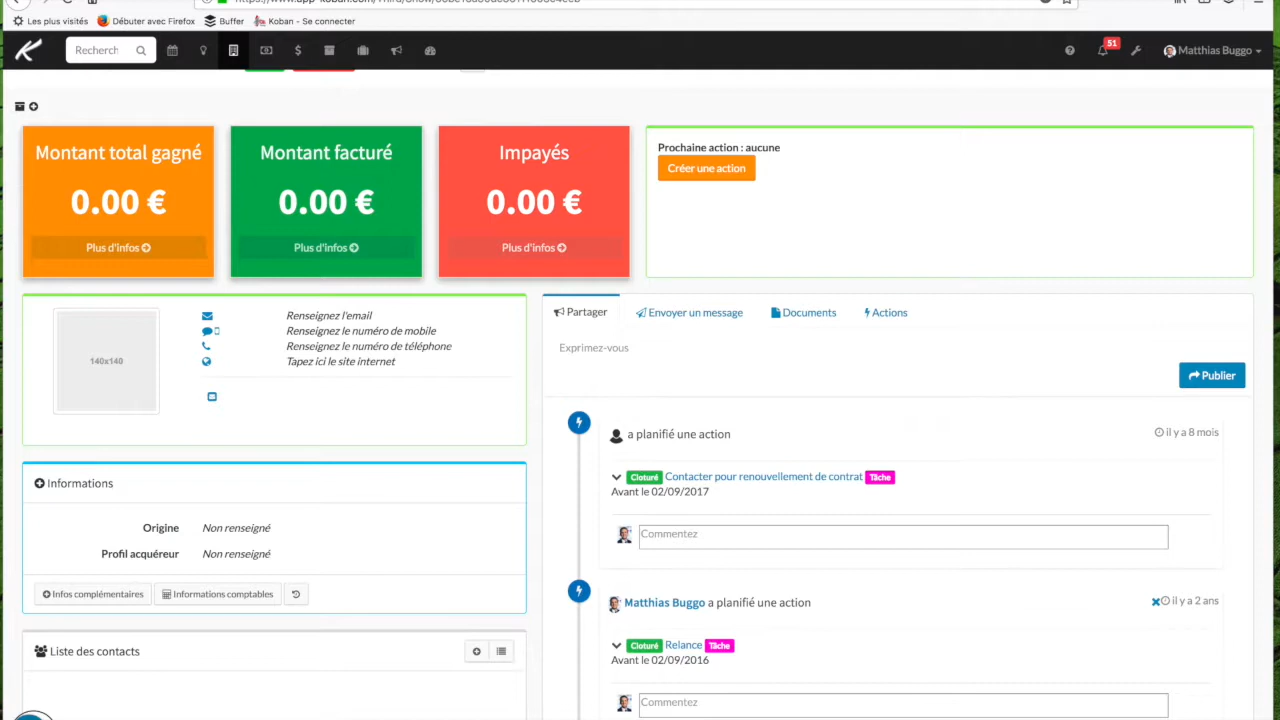 Les plus visités Débuter avec Firefox Buffer Koban - Se connecter
Recherch 51 Matthias Buggo
Montant total gagné
0.00 €
Plus d'infos
Montant facturé
0.00 €
Plus d'infos
Impayés
0.00 €
Plus d'infos
Prochaine action : aucune
Créer une action
140x140
Renseignez l'email
Renseignez le numéro de mobile
Renseignez le numéro de téléphone
Tapez ici le site internet
Informations
Origine Non renseigné
Profil acquéreur Non renseigné
Infos complémentaires Informations comptables
Liste des contacts
Partager Envoyer un message Documents Actions
Exprimez-vous
Publier
a planifié une action il y a 8 mois
Cloturé Contacter pour renouvellement de contrat Tâche
Avant le 02/09/2017
Commentez
Matthias Buggo a planifié une action il y a 2 ans
Cloturé Relance Tâche
Avant le 02/09/2016
Commentez